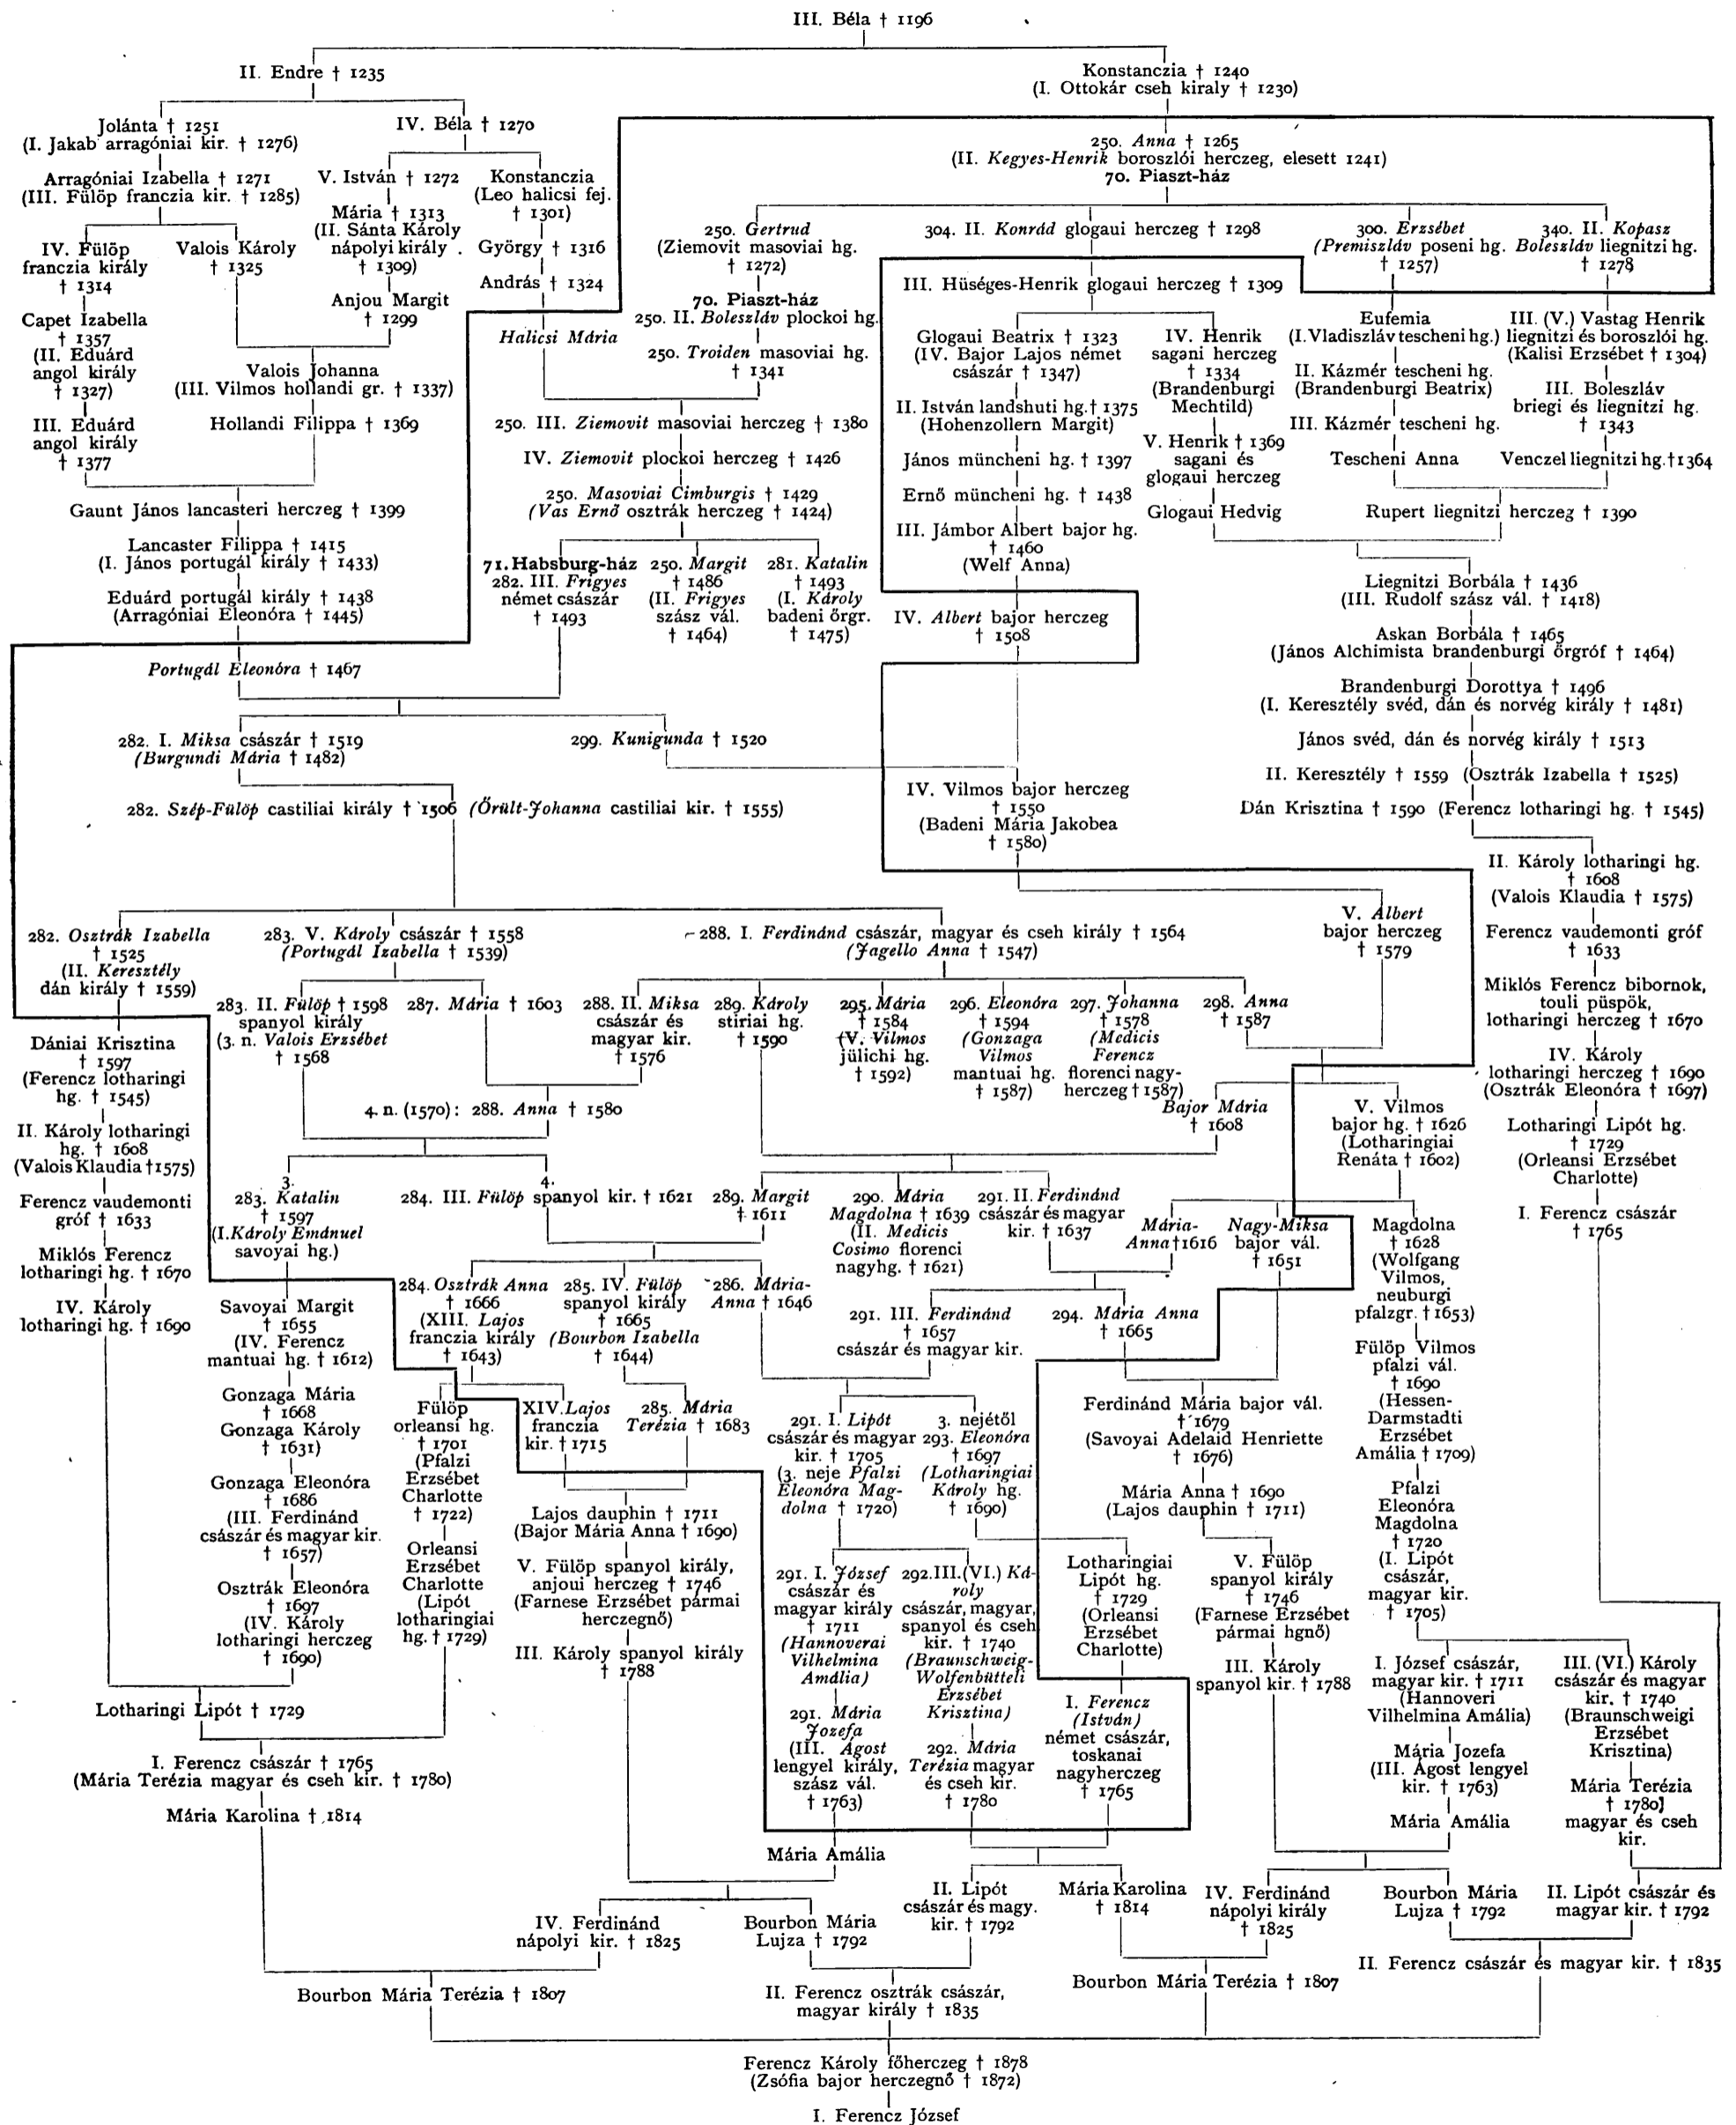 III. Béla † 1196
II. Endre † 1235
Konstanczia † 1240
(I. Ottokár cseh kiraly † 1230)
Jolánta † 1251
(I. Jakab arragóniai kir. † 1276)
Arragóniai Izabella † 1271
(III. Fülöp franczia kir. † 1285)
IV. Fülöp
franczia király
† 1314
Capet Izabella
† 1357
(II. Eduárd
angol király
† 1327)
III. Eduárd
angol király
† 1377
Valois Károly
† 1325
IV. Béla † 1270
V. István † 1272
Mária † 1313
(II. Sánta Károly
nápolyi király
† 1309)
Anjou Margit
† 1299
Konstanczia
(Leo halicsi fej.
† 1301)
György † 1316
András † 1324
Halicsi Mária
Valois Johanna
(III. Vilmos hollandi gr. † 1337)
Hollandi Filippa † 1369
Gaunt János lancasteri herczeg † 1399
Lancaster Filippa † 1415
(I. János portugál király † 1433)
Eduárd portugál király † 1438
(Arragóniai Eleonóra † 1445)
Portugál Eleonóra † 1467
250. Anna † 1265
(II. Kegyes-Henrik boroszlói herczeg, elesett 1241)
70. Piaszt-ház
250. Gertrud
(Ziemovit masoviai hg.
† 1272)
70. Piaszt-ház
250. II. Boleszláv plockoi hg.
250. Troiden masoviai hg.
† 1341
250. III. Ziemovit masoviai herczeg † 1380
IV. Ziemovit plockoi herczeg † 1426
250. Masoviai Cimburgis † 1429
(Vas Ernő osztrák herczeg † 1424)
71. Habsburg-ház
282. III. Frigyes
német császár
† 1493
250. Margit
† 1486
(II. Frigyes
szász vál.
† 1464)
281. Katalin
† 1493
(I. Károly
badeni őrgr.
† 1475)
304. II. Konrád glogaui herczeg † 1298
III. Hüséges-Henrik glogaui herczeg † 1309
Glogaui Beatrix † 1323
(IV. Bajor Lajos német
császár † 1347)
II. István landshuti hg. † 1375
(Hohenzollern Margit)
János müncheni hg. † 1397
Ernő müncheni hg. † 1438
III. Jámbor Albert bajor hg.
† 1460
(Welf Anna)
IV. Albert bajor herczeg
† 1508
IV. Henrik
sagani herczeg
† 1334
(Brandenburgi
Mechtild)
V. Henrik † 1369
sagani és
glogaui herczeg
Glogaui Hedvig
300. Erzsébet
(Premiszláv poseni hg.
† 1257)
Eufemia
(I. Vladiszláv tescheni hg.)
II. Kázmér tescheni hg.
(Brandenburgi Beatrix)
III. Kázmér tescheni hg.
Tescheni Anna
340. II. Kopasz
Boleszláv liegnitzi hg.
† 1278
III. (V.) Vastag Henrik
liegnitzi és boroszlói hg.
(Kalisi Erzsébet † 1304)
III. Boleszláv
briegi és liegnitzi hg.
† 1343
Venczel liegnitzi hg. † 1364
Rupert liegnitzi herczeg † 1390
Liegnitzi Borbála † 1436
(III. Rudolf szász vál. † 1418)
Askan Borbála † 1465
(János Alchimista brandenburgi őrgróf † 1464)
Brandenburgi Dorottya † 1496
(I. Keresztély svéd, dán és norvég király † 1481)
János svéd, dán és norvég király † 1513
II. Keresztély † 1559 (Osztrák Izabella † 1525)
Dán Krisztina † 1590 (Ferencz lotharingi hg. † 1545)
II. Károly lotharingi hg.
† 1608
(Valois Klaudia † 1575)
Ferencz vaudemonti gróf
† 1633
Miklós Ferencz bibornok,
touli püspök,
lotharingi herczeg † 1670
IV. Károly
lotharingi herczeg † 1690
(Osztrák Eleonóra † 1697)
Lotharingi Lipót hg.
† 1729
(Orleansi Erzsébet
Charlotte)
I. Ferencz császár
† 1765
282. I. Miksa császár † 1519
(Burgundi Mária † 1482)
299. Kunigunda † 1520
282. Szép-Fülöp castiliai király † 1506 (Őrült-Johanna castiliai kir. † 1555)
IV. Vilmos bajor herczeg
† 1550
(Badeni Mária Jakobea
† 1580)
282. Osztrák Izabella
† 1525
(II. Keresztély
dán király † 1559)
283. V. Károly császár † 1558
(Portugál Izabella † 1539)
288. I. Ferdinánd császár, magyar és cseh király † 1564
(Jagello Anna † 1547)
V. Albert
bajor herczeg
† 1579
Dániai Krisztina
† 1597
(Ferencz lotharingi
hg. † 1545)
II. Károly lotharingi
hg. † 1608
(Valois Klaudia † 1575)
Ferencz vaudemonti
gróf † 1633
Miklós Ferencz
lotharingi hg. † 1670
IV. Károly
lotharingi hg. † 1690
283. II. Fülöp † 1598
spanyol király
(3. n. Valois Erzsébet
† 1568
287. Mária † 1603
288. II. Miksa
császár és
magyar kir.
† 1576
289. Károly
stiriai hg.
† 1590
295. Mária
† 1584
(V. Vilmos
jülichi hg.
† 1592)
296. Eleonóra
† 1594
(Gonzaga
Vilmos
mantuai hg.
† 1587)
297. Johanna
† 1578
(Medicis
Ferencz
florenci nagy-
herczeg † 1587)
298. Anna
† 1587
4. n. (1570): 288. Anna † 1580
Bajor Mária
† 1608
V. Vilmos
bajor hg. † 1626
(Lotharingiai
Renáta † 1602)
3.
283. Katalin
† 1597
(I. Károly Emánuel
savoyai hg.)
4.
284. III. Fülöp spanyol kir. † 1621
289. Margit
† 1611
290. Mária
Magdolna † 1639
(II. Medicis
Cosimo florenci
nagyhg. † 1621)
291. II. Ferdinánd
császár és magyar
kir. † 1637
Mária-
Anna † 1616
Nagy-Miksa
bajor vál.
† 1651
Magdolna
† 1628
(Wolfgang
Vilmos,
neuburgi
pfalzgr. † 1653)
Fülöp Vilmos
pfalzi vál.
† 1690
(Hessen-
Darmstadti
Erzsébet
Amália † 1709)
Pfalzi
Eleonóra
Magdolna
† 1720
(I. Lipót
császár,
magyar kir.
† 1705)
Savoyai Margit
† 1655
(IV. Ferencz
mantuai hg. † 1612)
Gonzaga Mária
† 1668
Gonzaga Károly
† 1631)
Gonzaga Eleonóra
† 1686
(III. Ferdinánd
császár és magyar kir.
† 1657)
Osztrák Eleonóra
† 1697
(IV. Károly
lotharingi herczeg
† 1690)
284. Osztrák Anna
† 1666
(XIII. Lajos
franczia király
† 1643)
285. IV. Fülöp
spanyol király
† 1665
(Bourbon Izabella
† 1644)
286. Mária-
Anna † 1646
291. III. Ferdinánd
† 1657
császár és magyar kir.
294. Mária Anna
† 1665
Fülöp
orleansi hg.
† 1701
(Pfalzi
Erzsébet
Charlotte
† 1722)
Orleansi
Erzsébet
Charlotte
(Lipót
lotharingiai
hg. † 1729)
XIV. Lajos
franczia
kir. † 1715
285. Mária
Terézia † 1683
Lajos dauphin † 1711
(Bajor Mária Anna † 1690)
V. Fülöp spanyol király,
anjoui herczeg † 1746
(Farnese Erzsébet pármai
herczegnő)
III. Károly spanyol király
† 1788
291. I. Lipót
császár és magyar
kir. † 1705
(3. neje Pfalzi
Eleonóra Mag-
dolna † 1720)
3. nejétől
293. Eleonóra
† 1697
(Lotharingiai
Károly hg.
† 1690)
Ferdinánd Mária bajor vál.
† 1679
(Savoyai Adelaid Henriette
† 1676)
Mária Anna † 1690
(Lajos dauphin † 1711)
291. I. József
császár és
magyar király
† 1711
(Hannoverai
Vilhelmina
Amália)
291. Mária
Jozefa
(III. Ágost
lengyel király,
szász vál.
† 1763)
292. III. (VI.) Ká-
roly
császár, magyar,
spanyol és cseh
kir. † 1740
(Braunschweig-
Wolfenbütteli
Erzsébet
Krisztina)
292. Mária
Terézia magyar
és cseh kir.
† 1780
Lotharingiai
Lipót hg.
† 1729
(Orleansi
Erzsébet
Charlotte)
I. Ferencz
(István)
német császár,
toskanai
nagyherczeg
† 1765
V. Fülöp
spanyol király
† 1746
(Farnese Erzsébet
pármai hgnő)
III. Károly
spanyol kir. † 1788
I. József császár,
magyar kir. † 1711
(Hannoveri
Vilhelmina Amália)
Mária Jozefa
(III. Ágost lengyel
kir. † 1763)
Mária Amália
III. (VI.) Károly
császár és magyar
kir. † 1740
(Braunschweigi
Erzsébet
Krisztina)
Mária Terézia
† 1780)
magyar és cseh
kir.
Lotharingi Lipót † 1729
I. Ferencz császár † 1765
(Mária Terézia magyar és cseh kir. † 1780)
Mária Karolina † 1814
Mária Amália
IV. Ferdinánd
nápolyi kir. † 1825
Bourbon Mária
Lujza † 1792
II. Lipót
császár és magy.
kir. † 1792
Mária Karolina
† 1814
IV. Ferdinánd
nápolyi király
† 1825
Bourbon Mária
Lujza † 1792
II. Lipót császár és
magyar kir. † 1792
Bourbon Mária Terézia † 1807
II. Ferencz osztrák császár,
magyar király † 1835
Bourbon Mária Terézia † 1807
II. Ferencz császár és magyar kir. † 1835
Ferencz Károly főherczeg † 1878
(Zsófia bajor herczegnő † 1872)
I. Ferencz József